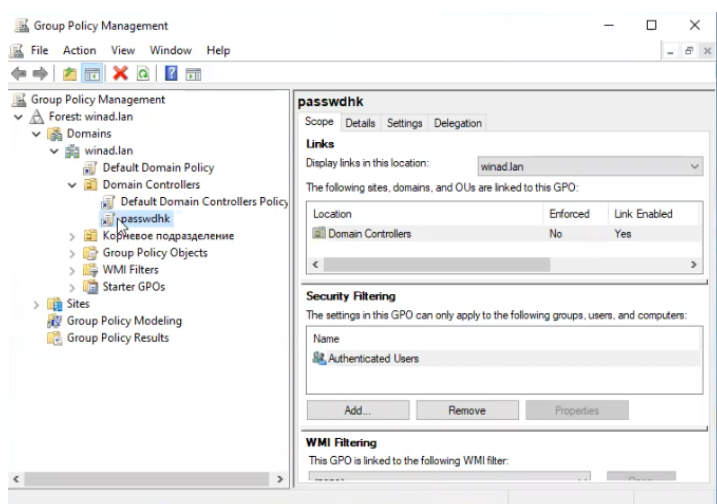 Group Policy Management
File Action View Window Help
Group Policy Management
Forest: winad.lan
Domains
winad.lan
Default Domain Policy
Domain Controllers
Default Domain Controllers Policy
passwdhk
Корневое подразделение
Group Policy Objects
WMI Filters
Starter GPOs
Sites
Group Policy Modeling
Group Policy Results
passwdhk
Scope Details Settings Delegation
Links
Display links in this location: winad.lan
The following sites, domains, and OUs are linked to this GPO:
Location Enforced Link Enabled
Domain Controllers No Yes
Security Filtering
The settings in this GPO can only apply to the following groups, users, and computers:
Name
Authenticated Users
Add... Remove Properties
WMI Filtering
This GPO is linked to the following WMI filter: